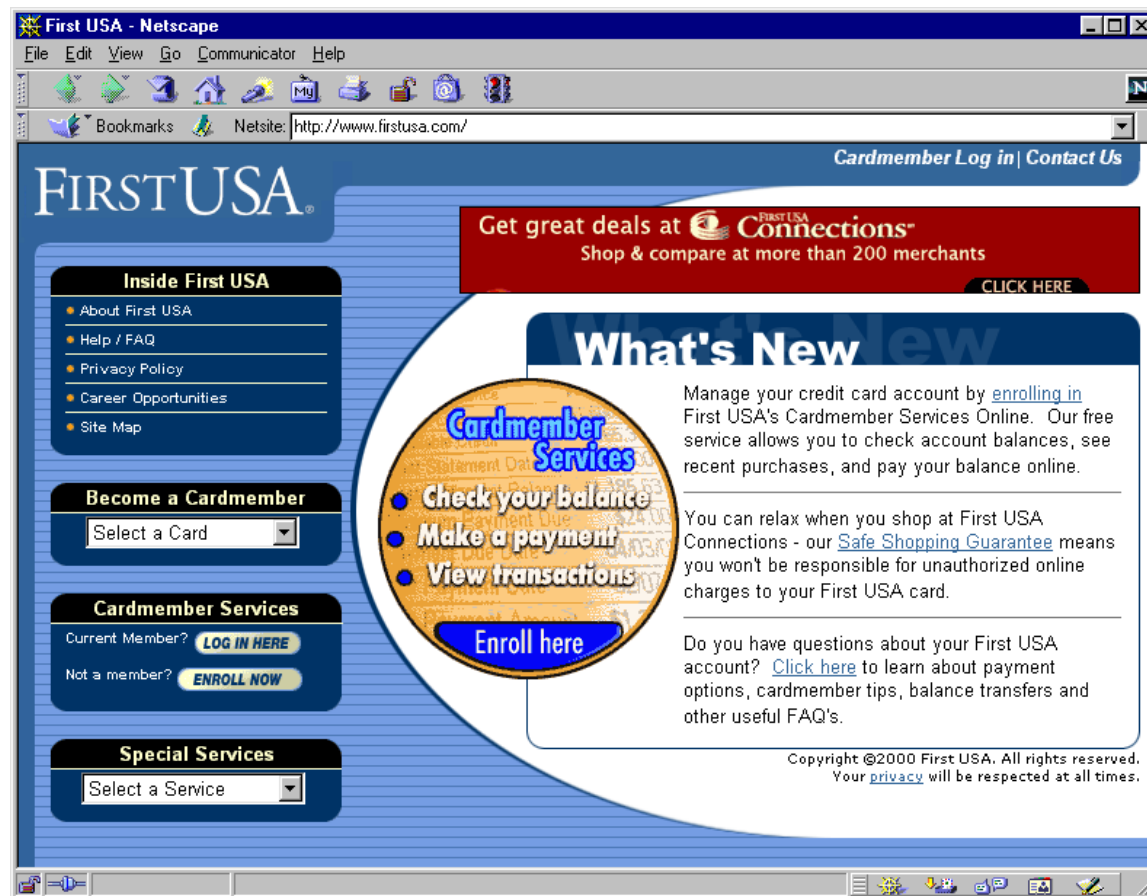 First USA - Netscape
File Edit View Go Communicator Help
My
N
Bookmarks Netsite: http://www.firstusa.com/
Cardmember Log in | Contact Us
FIRST USA®
Get great deals at FIRST USA Connections℠
Shop & compare at more than 200 merchants
CLICK HERE
Inside First USA
About First USA
Help / FAQ
Privacy Policy
Career Opportunities
Site Map
Become a Cardmember
Select a Card
Cardmember Services
Current Member? LOG IN HERE
Not a member? ENROLL NOW
Special Services
Select a Service
What's New
Cardmember
Services
Check your balance
Make a payment
View transactions
Enroll here
Manage your credit card account by enrolling in
First USA's Cardmember Services Online. Our free
service allows you to check account balances, see
recent purchases, and pay your balance online.
You can relax when you shop at First USA
Connections - our Safe Shopping Guarantee means
you won't be responsible for unauthorized online
charges to your First USA card.
Do you have questions about your First USA
account? Click here to learn about payment
options, cardmember tips, balance transfers and
other useful FAQ's.
Copyright ©2000 First USA. All rights reserved.
Your privacy will be respected at all times.